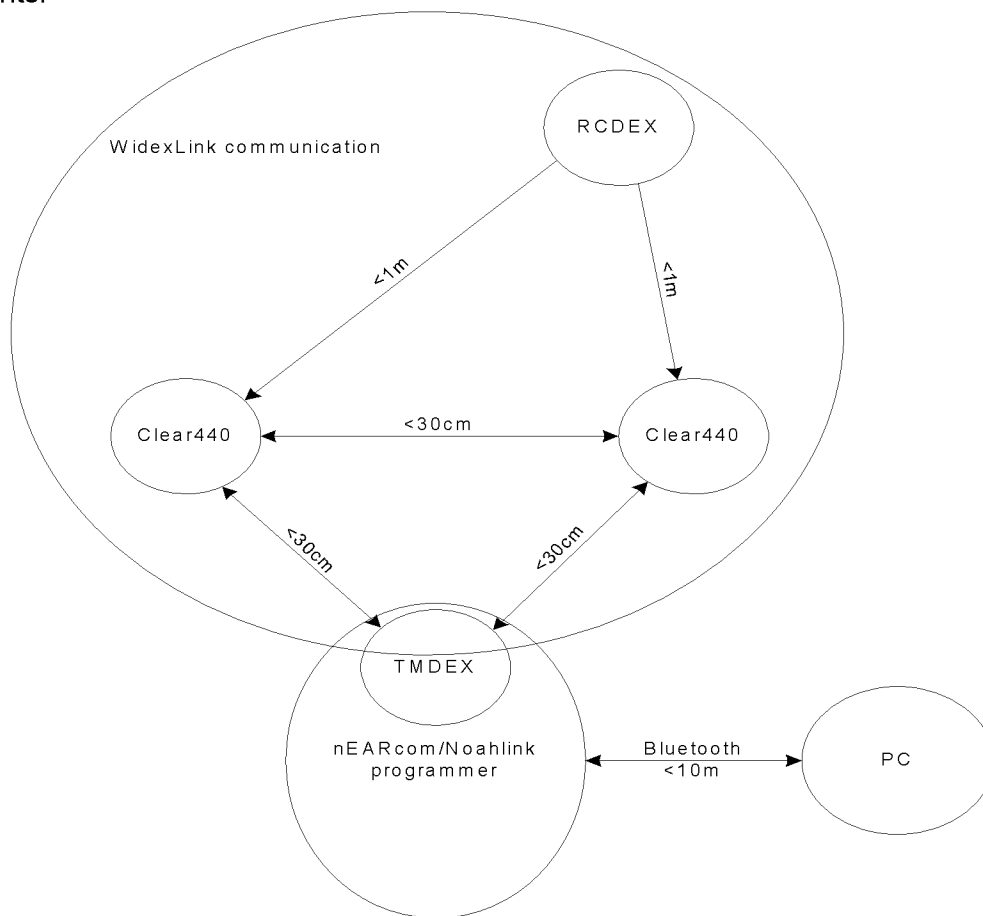 RCDEX
WidexLink communication
<1m
<1m
Clear440
<30cm
Clear440
<30cm
<30cm
TMDEX
nEARcom/Noahlink
programmer
Bluetooth
<10m
PC